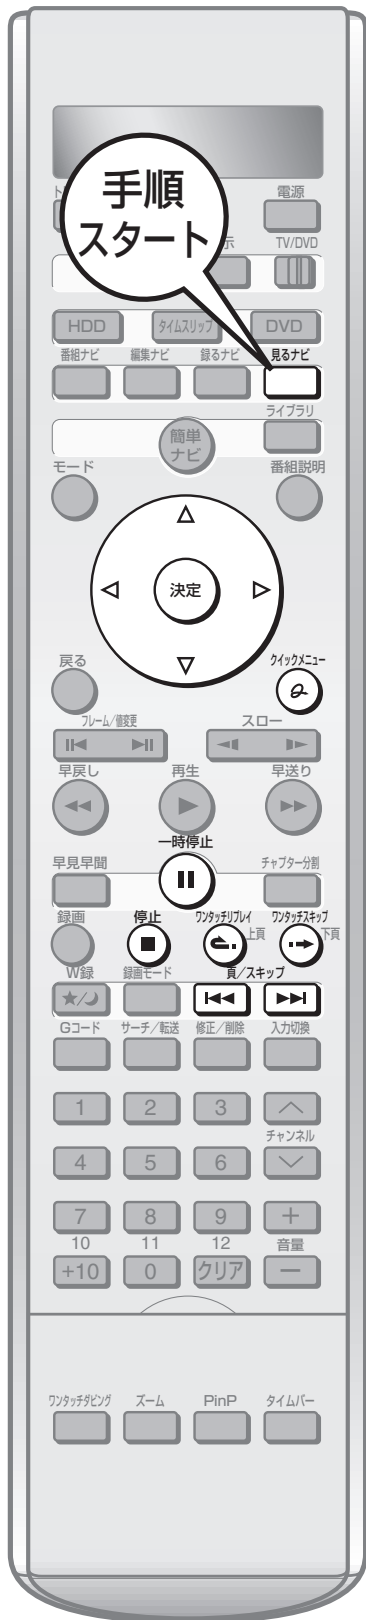 手順
スタート
電源
TV/DVD
HDD タイムスリップ DVD
番組ナビ 編集ナビ 録るナビ 見るナビ
ライブラリ
簡単
ナビ
モード 番組説明
決定
戻る クイックメニュー
フレーム/値変更 スロー
早戻し 再生 早送り
一時停止
早見早聞 チャプター分割
録画 停止 ワンタッチリプレイ ワンタッチスキップ
上頁 下頁
W録 録画モード 頁/スキップ
Gコード サーチ/転送 修正/削除 入力切換
1 2 3
チャンネル
4 5 6
7 8 9 +
10 11 12 音量
+10 0 クリア −
ワンタッチダビング ズーム PinP タイムバー